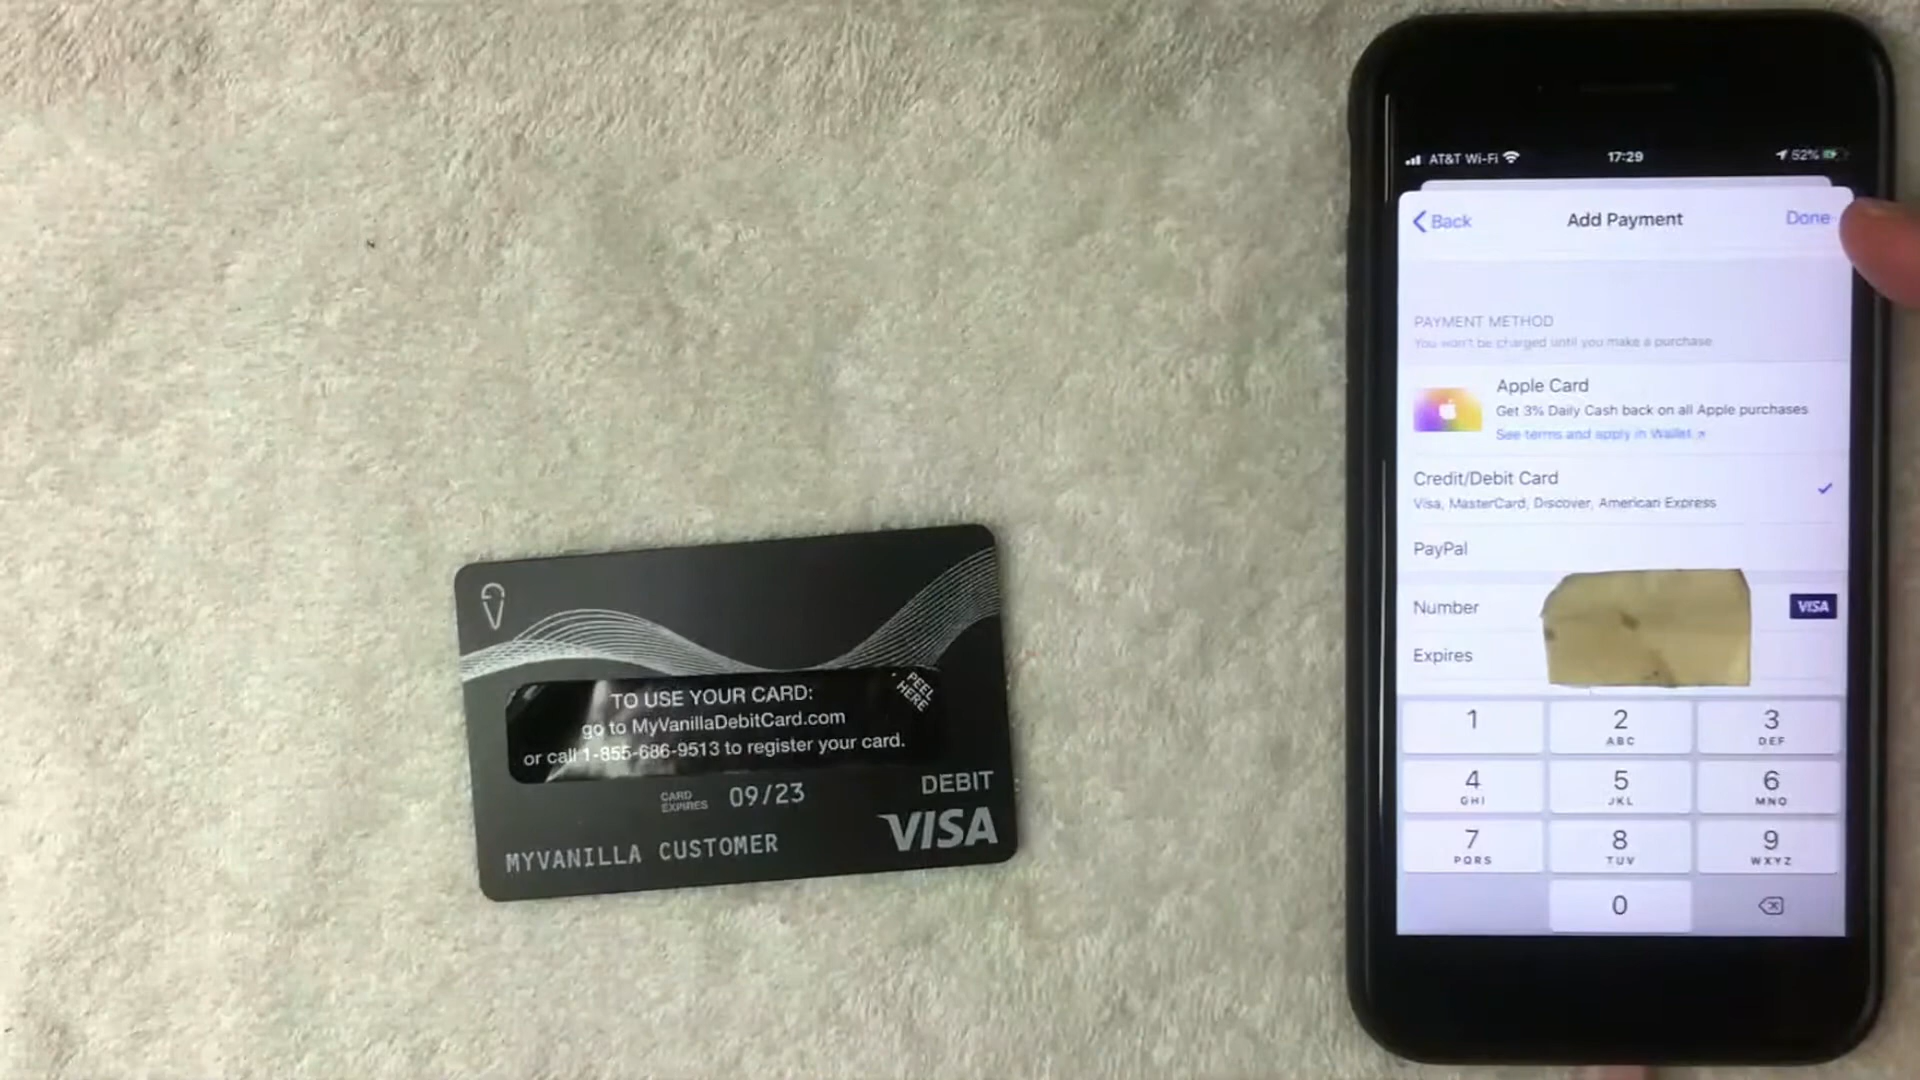 TO USE YOUR CARD:
go to MyVanillaDebitCard.com
or call 1-855-686-9513 to register your card.
PEEL
HERE
CARD
EXPIRES
09/23
DEBIT
VISA
MYVANILLA CUSTOMER
AT&T Wi-Fi
17:29
52%
Back
Add Payment
Done
PAYMENT METHOD
You won't be charged until you make a purchase.
Apple Card
Get 3% Daily Cash back on all Apple purchases
See terms and apply in Wallet ↗
Credit/Debit Card
Visa, MasterCard, Discover, American Express
PayPal
Number
VISA
Expires
1
2
ABC
3
DEF
4
GHI
5
JKL
6
MNO
7
PQRS
8
TUV
9
WXYZ
0